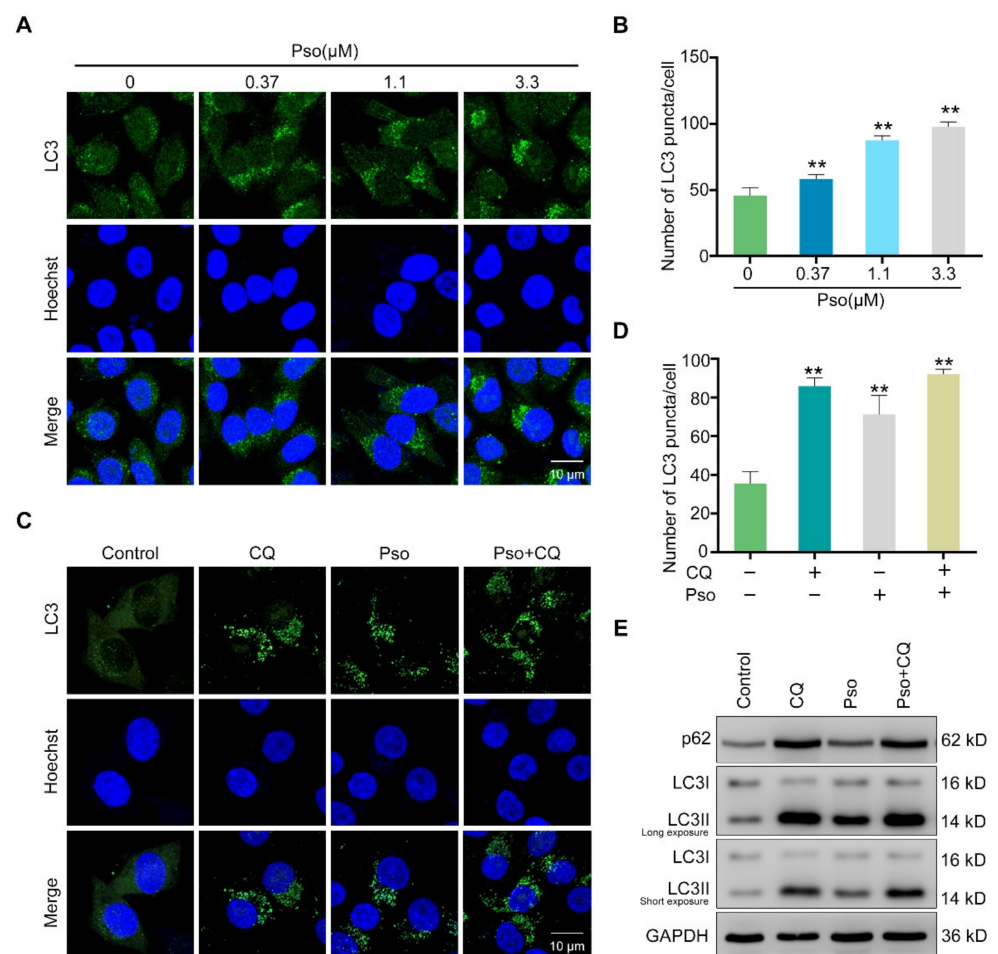 A
Pso(µM)
0 0.37 1.1 3.3
LC3
Hoechst
Merge
10 µm
B
Number of LC3 puncta/cell
150
100
50
0
** ** **
0 0.37 1.1 3.3
Pso(µM)
C
Control CQ Pso Pso+CQ
LC3
Hoechst
Merge
10 µm
D
Number of LC3 puncta/cell
100
80
60
40
20
0
** ** **
CQ − + − +
Pso − − + +
E
Control CQ Pso Pso+CQ
p62 62 kD
LC3I 16 kD
LC3II 14 kD
Long exposure
LC3I 16 kD
LC3II 14 kD
Short exposure
GAPDH 36 kD